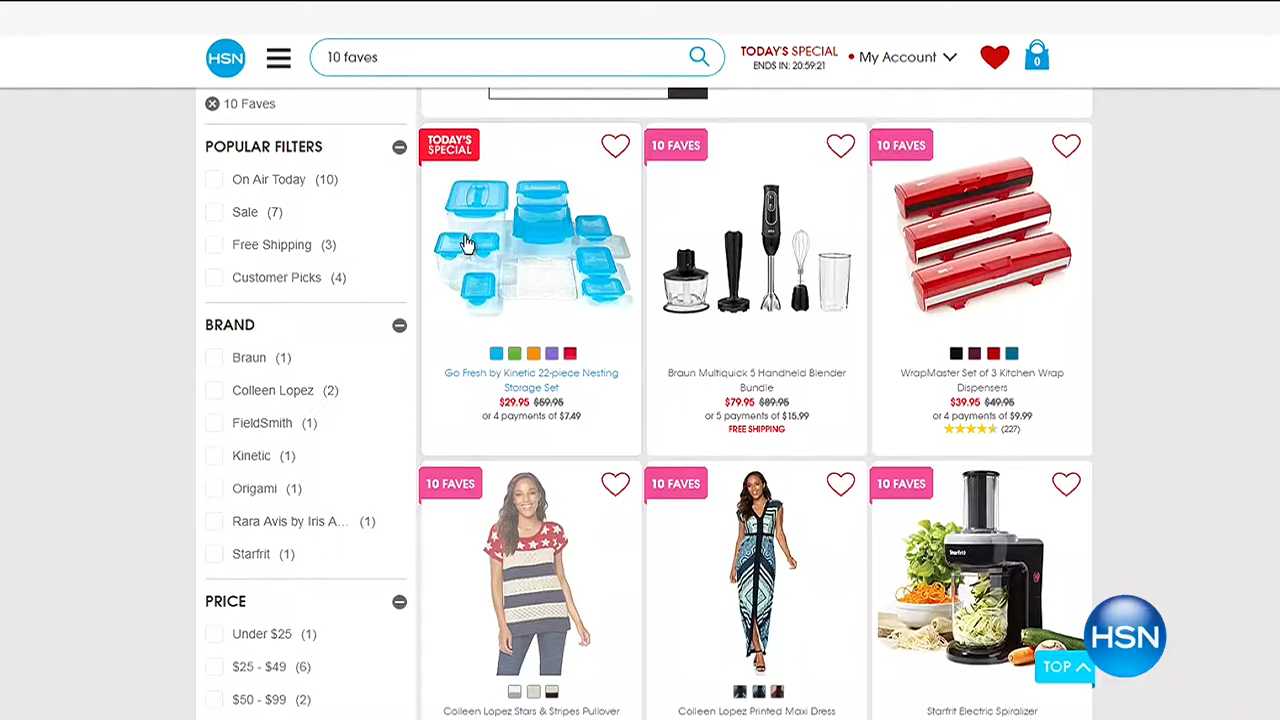 HSN
10 faves
TODAY'S SPECIAL
ENDS IN: 20:59:21
My Account
0
10 Faves
POPULAR FILTERS
On Air Today (10)
Sale (7)
Free Shipping (3)
Customer Picks (4)
BRAND
Braun (1)
Colleen Lopez (2)
FieldSmith (1)
Kinetic (1)
Origami (1)
Rara Avis by Iris A... (1)
Starfrit (1)
PRICE
Under $25 (1)
$25 - $49 (6)
$50 - $99 (2)
TODAY'S
SPECIAL
Go Fresh by Kinetic 22-piece Nesting
Storage Set
$29.95 $59.95
or 4 payments of $7.49
10 FAVES
Braun Multiquick 5 Handheld Blender
Bundle
$79.95 $89.95
or 5 payments of $15.99
FREE SHIPPING
10 FAVES
WrapMaster Set of 3 Kitchen Wrap
Dispensers
$39.95 $49.95
or 4 payments of $9.99
(227)
10 FAVES
Colleen Lopez Stars & Stripes Pullover
10 FAVES
Colleen Lopez Printed Maxi Dress
10 FAVES
Starfrit
Starfrit Electric Spiralizer
TOP
HSN